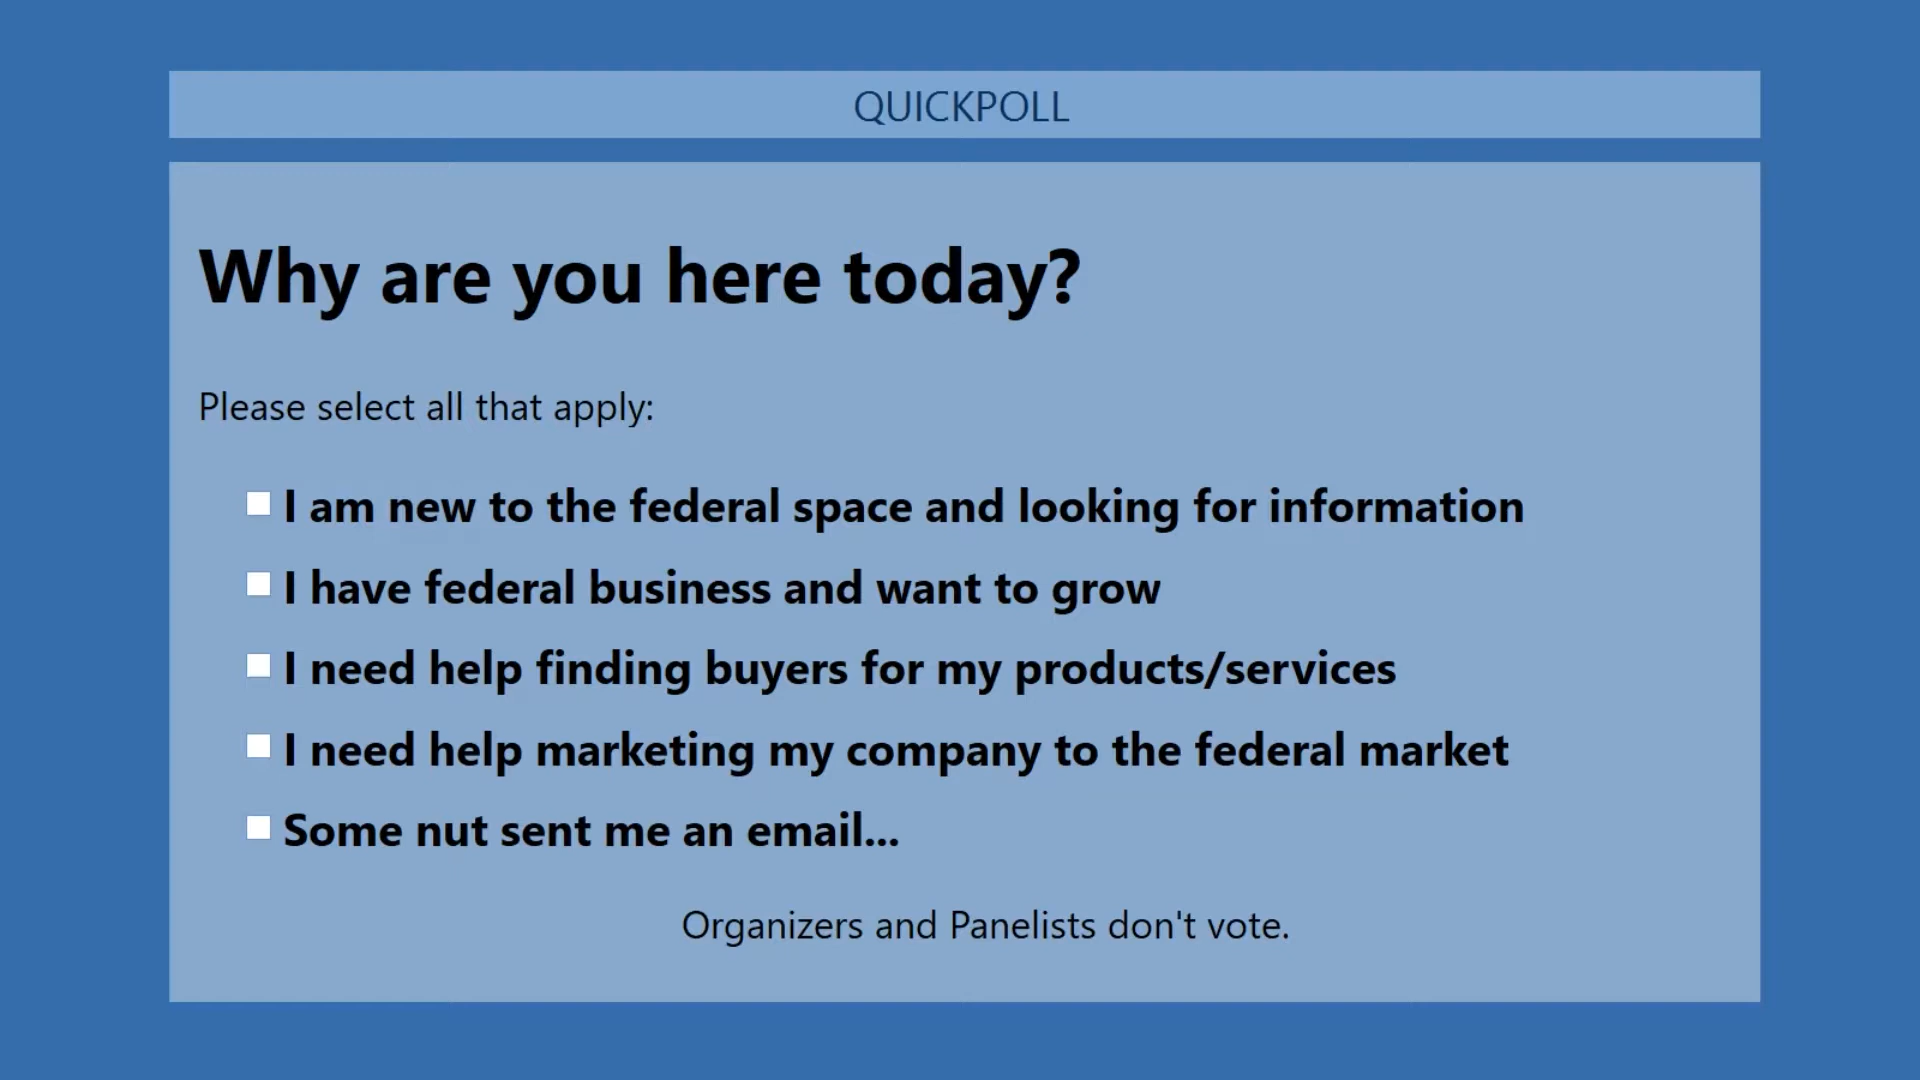 QUICKPOLL
Why are you here today?
Please select all that apply:
I am new to the federal space and looking for information
I have federal business and want to grow
I need help finding buyers for my products/services
I need help marketing my company to the federal market
Some nut sent me an email...
Organizers and Panelists don't vote.